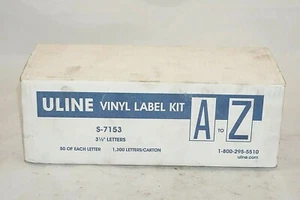 ULINE VINYL LABEL KIT
A TO Z
S-7153
3½" LETTERS
50 OF EACH LETTER 1,300 LETTERS/CARTON
1-800-295-5510
uline.com